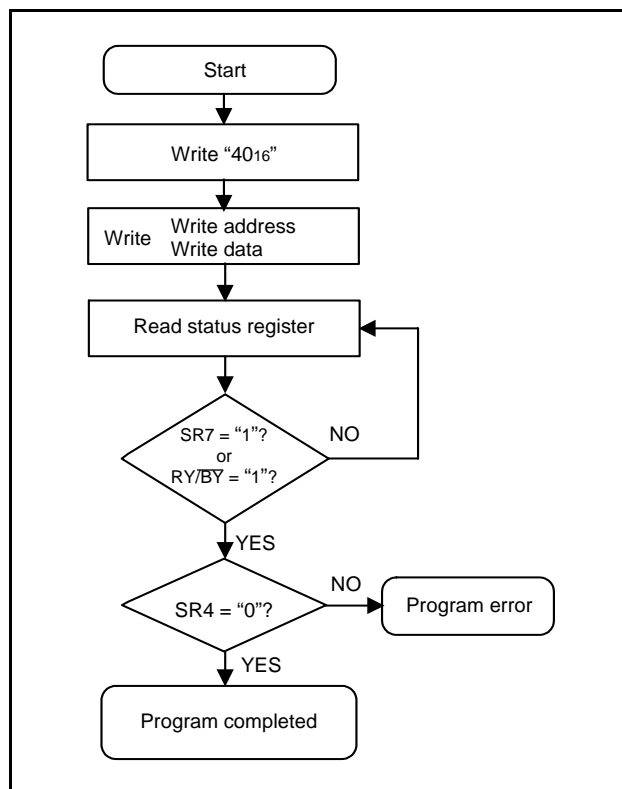 Start
Write “40₁₆”
Write
Write address
Write data
Read status register
SR7 = “1”?
or
RY/B̅Y̅ = “1”?
NO
YES
SR4 = “0”?
NO
Program error
YES
Program completed